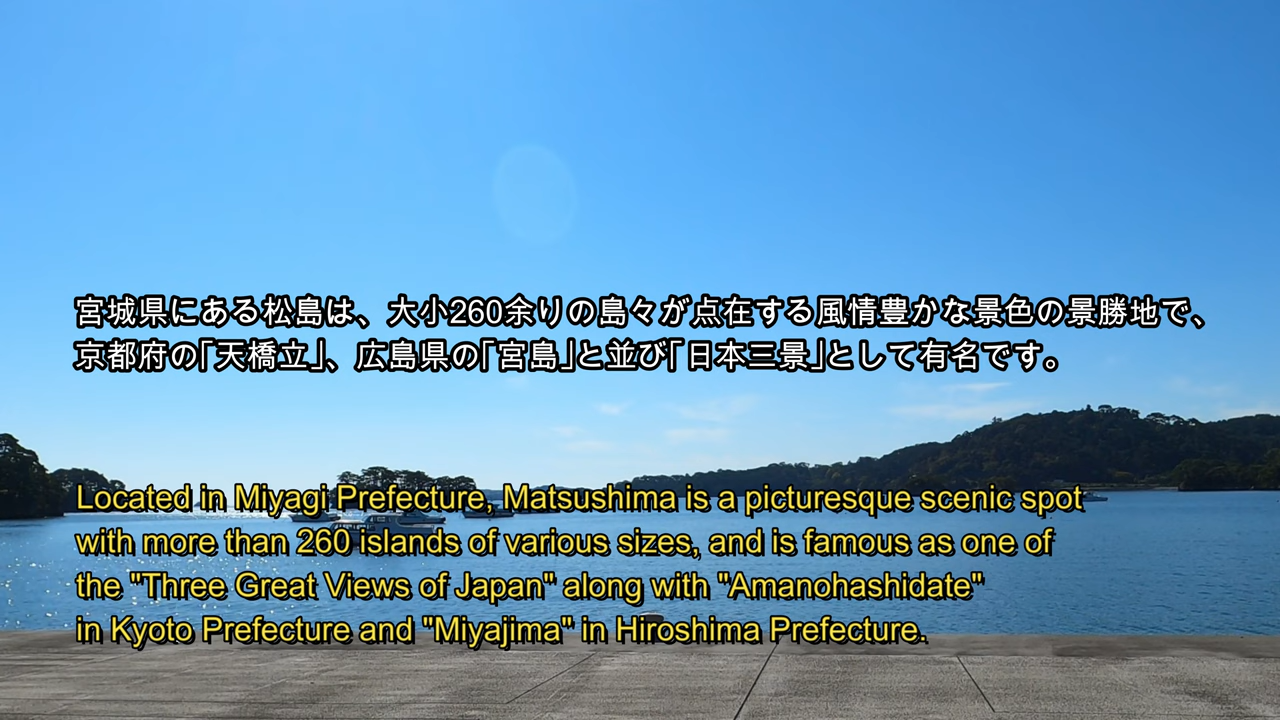 宮城県にある松島は、大小260余りの島々が点在する風情豊かな景色の景勝地で、
京都府の「天橋立」、広島県の「宮島」と並び「日本三景」として有名です。
Located in Miyagi Prefecture, Matsushima is a picturesque scenic spot
with more than 260 islands of various sizes, and is famous as one of
the "Three Great Views of Japan" along with "Amanohashidate"
in Kyoto Prefecture and "Miyajima" in Hiroshima Prefecture.